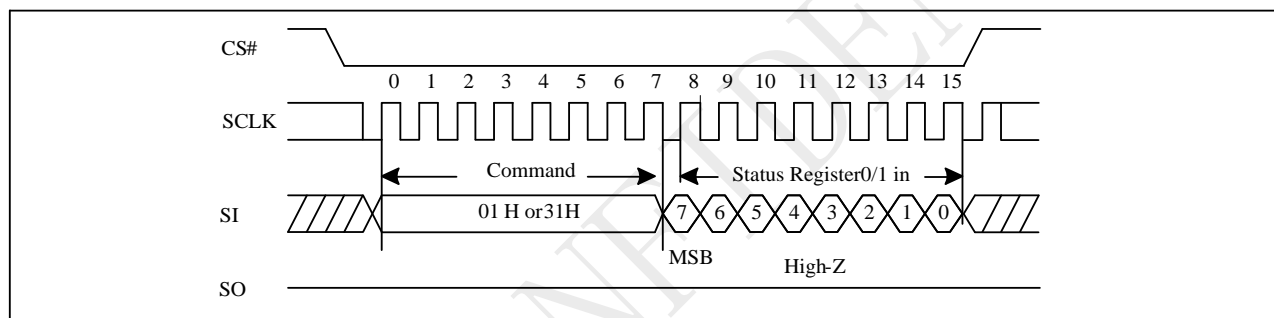 CS#
0 1 2 3 4 5 6 7 8 9 10 11 12 13 14 15
SCLK
Command Status Register0/1 in
SI 01 H or31H 7 6 5 4 3 2 1 0
MSB High-Z
SO